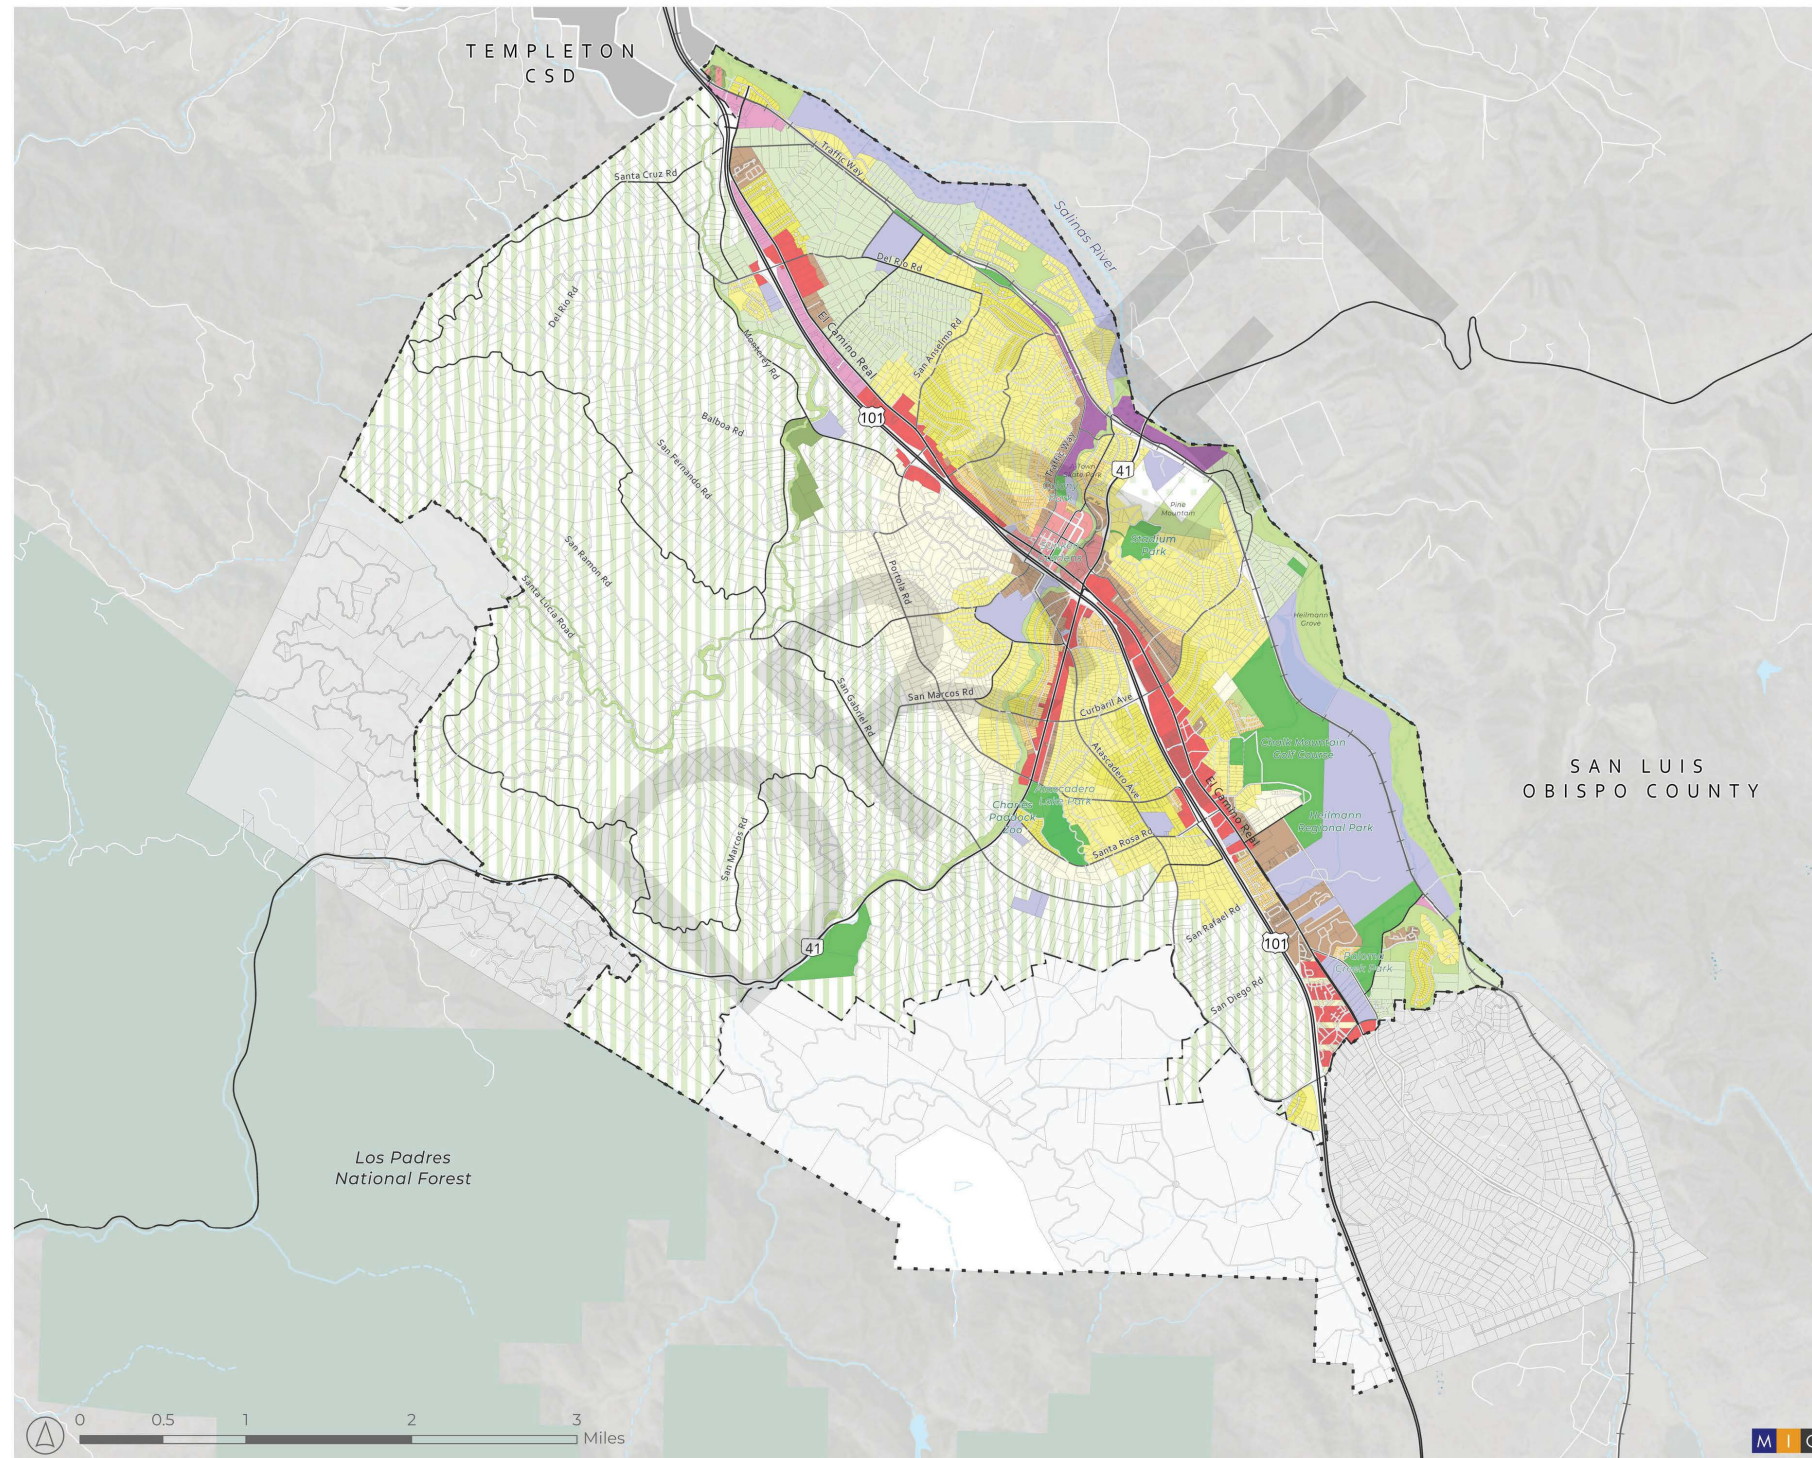 TEMPLETON
CSD
Santa Cruz Rd
Traffic Way
Salinas River
Del Rio Rd
Del Rio Rd
El Camino Real
San Anselmo Rd
Monterey Rd
101
Balboa Rd
San Fernando Rd
Traffic Way
41
Pine
Mountain
Stadium
Park
San Ramon Rd
Santa Lucia Road
Portola Rd
Heilmann
Grove
San Gabriel Rd
San Marcos Rd
Curbaril Ave
Atascadero Ave
Chalk Mountain
Golf Course
SAN LUIS
OBISPO COUNTY
El Camino Real
Atascadero
Lake Park
Charles
Paddock
Zoo
Heilmann
Regional Park
Santa Rosa Rd
San Marcos Rd
San Rafael Rd
41
101
Paloma
Creek Park
San Diego Rd
DRAFT
Los Padres
National Forest
0 0.5 1 2 3
Miles
M I